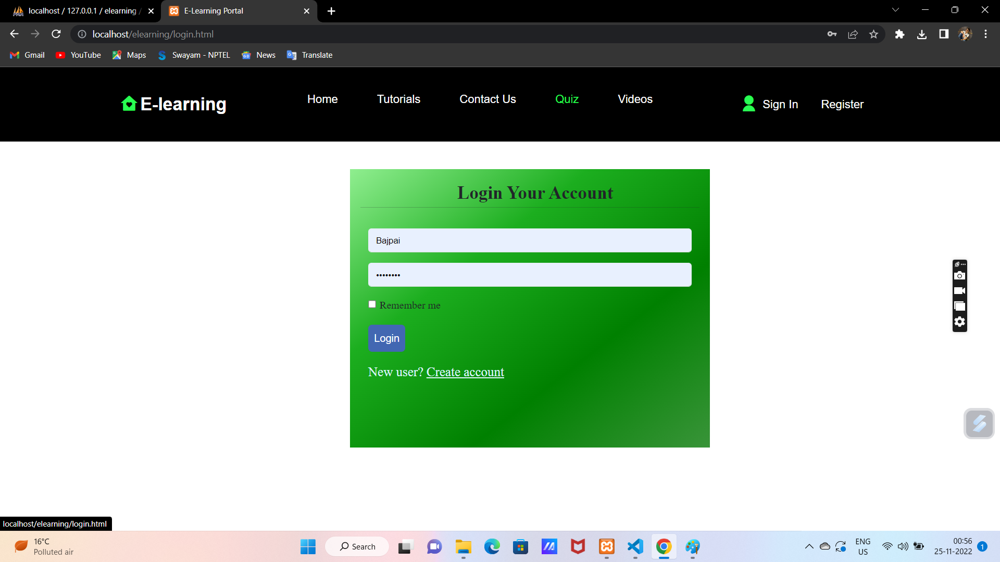 localhost / 127.0.0.1 / elearning /
E-Learning Portal
localhost/elearning/login.html
Gmail
YouTube
Maps
Swayam - NPTEL
News
Translate
E-learning
Home
Tutorials
Contact Us
Quiz
Videos
Sign In
Register
Login Your Account
Bajpai
••••••••
Remember me
Login
New user? Create account
localhost/elearning/login.html
16°C
Polluted air
Search
ENG
US
00:56
25-11-2022
1